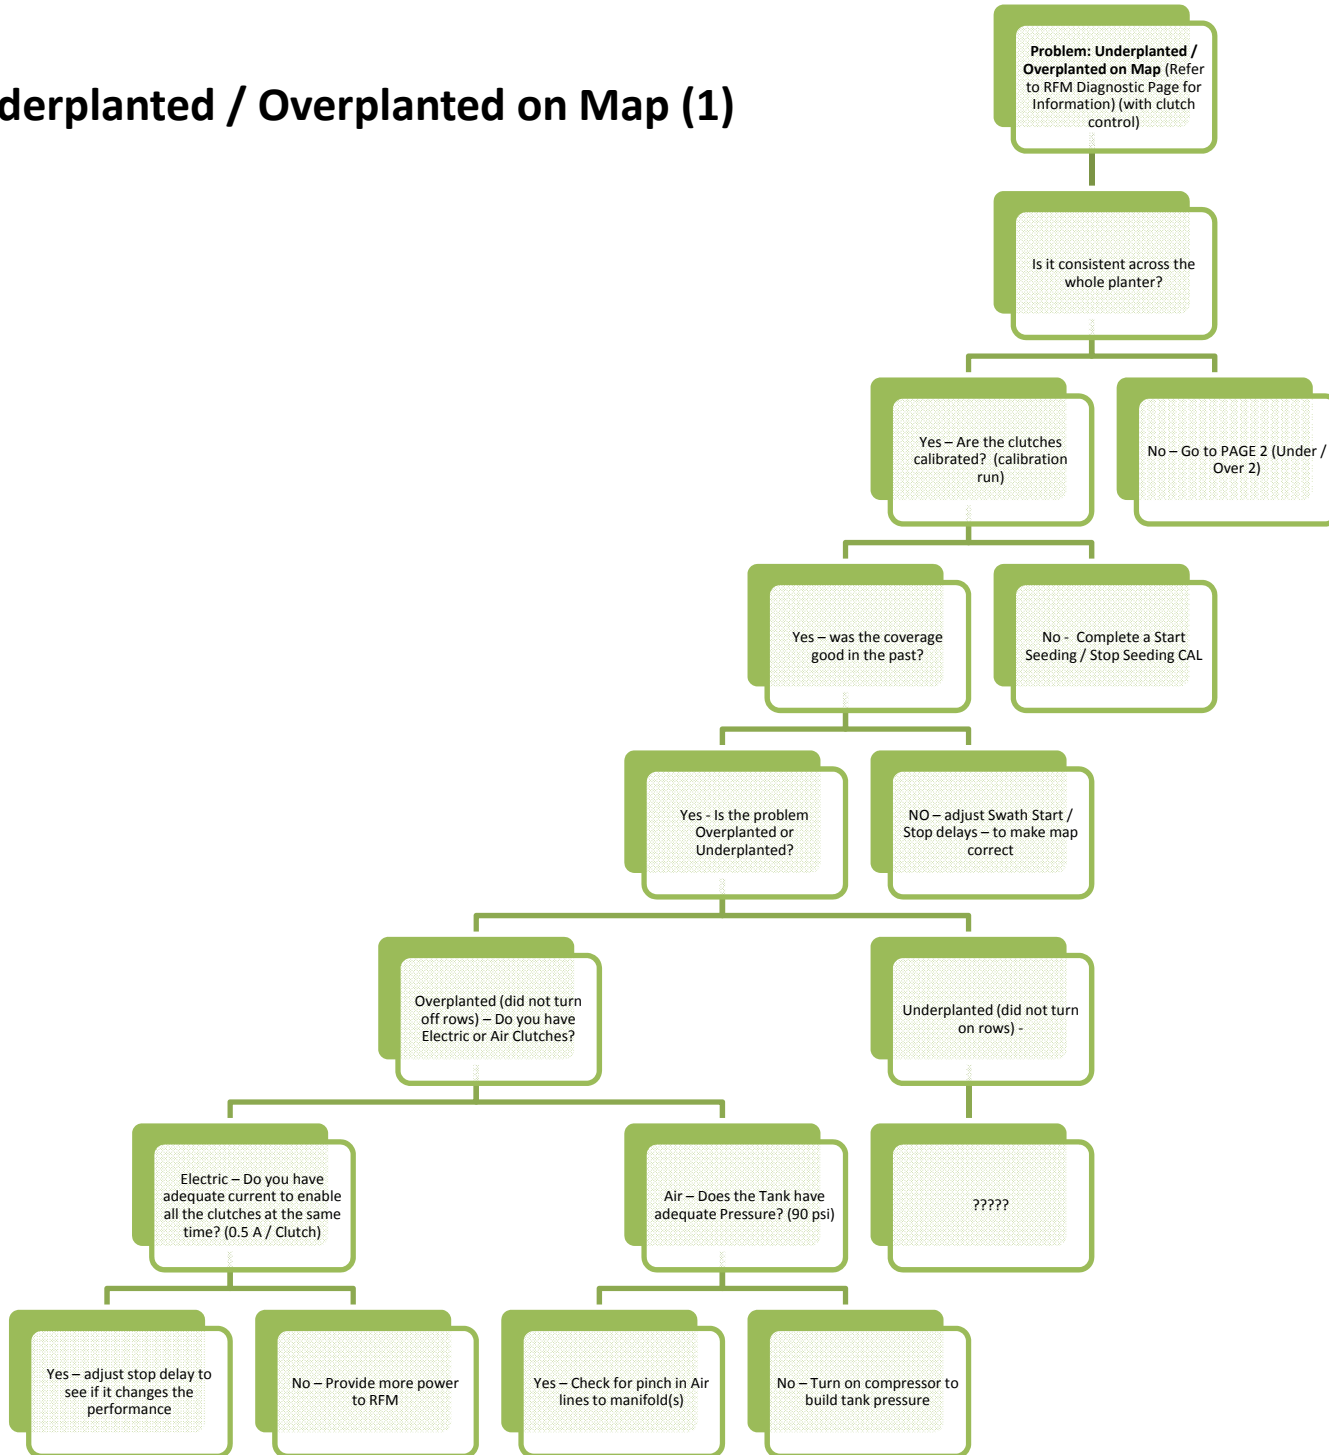 derplanted / Overplanted on Map (1)
Problem: Underplanted /
Overplanted on Map (Refer
to RFM Diagnostic Page for
Information) (with clutch
control)
Is it consistent across the
whole planter?
Yes – Are the clutches
calibrated?  (calibration
run)
No – Go to PAGE 2 (Under /
Over 2)
Yes – was the coverage
good in the past?
No -  Complete a Start
Seeding / Stop Seeding CAL
Yes - Is the problem
Overplanted or
Underplanted?
NO – adjust Swath Start /
Stop delays – to make map
correct
Overplanted (did not turn
off rows) – Do you have
Electric or Air Clutches?
Underplanted (did not turn
on rows) -
Electric – Do you have
adequate current to enable
all the clutches at the same
time? (0.5 A / Clutch)
Air – Does the Tank have
adequate Pressure? (90 psi)
?????
Yes – adjust stop delay to
see if it changes the
performance
No – Provide more power
to RFM
Yes – Check for pinch in Air
lines to manifold(s)
No – Turn on compressor to
build tank pressure